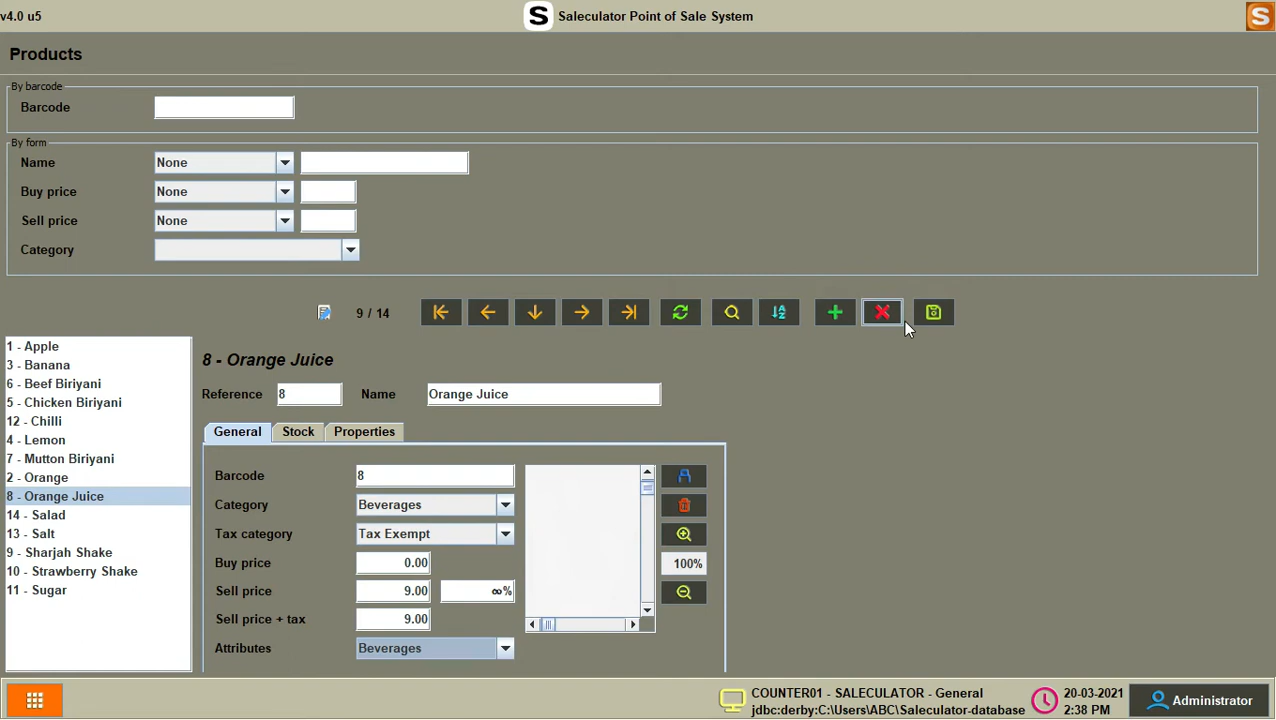 v4.0 u5
S Saleculator Point of Sale System
S
Products
By barcode
Barcode
By form
Name None
Buy price None
Sell price None
Category
9 / 14
1 - Apple
3 - Banana
6 - Beef Biriyani
5 - Chicken Biriyani
12 - Chilli
4 - Lemon
7 - Mutton Biriyani
2 - Orange
8 - Orange Juice
14 - Salad
13 - Salt
9 - Sharjah Shake
10 - Strawberry Shake
11 - Sugar
8 - Orange Juice
Reference 8 Name Orange Juice
General Stock Properties
Barcode 8
Category Beverages
Tax category Tax Exempt
Buy price 0.00
Sell price 9.00 ∞%
Sell price + tax 9.00
Attributes Beverages
100%
COUNTER01 - SALECULATOR - General
jdbc:derby:C:\Users\ABC\Saleculator-database
20-03-2021
2:38 PM
Administrator